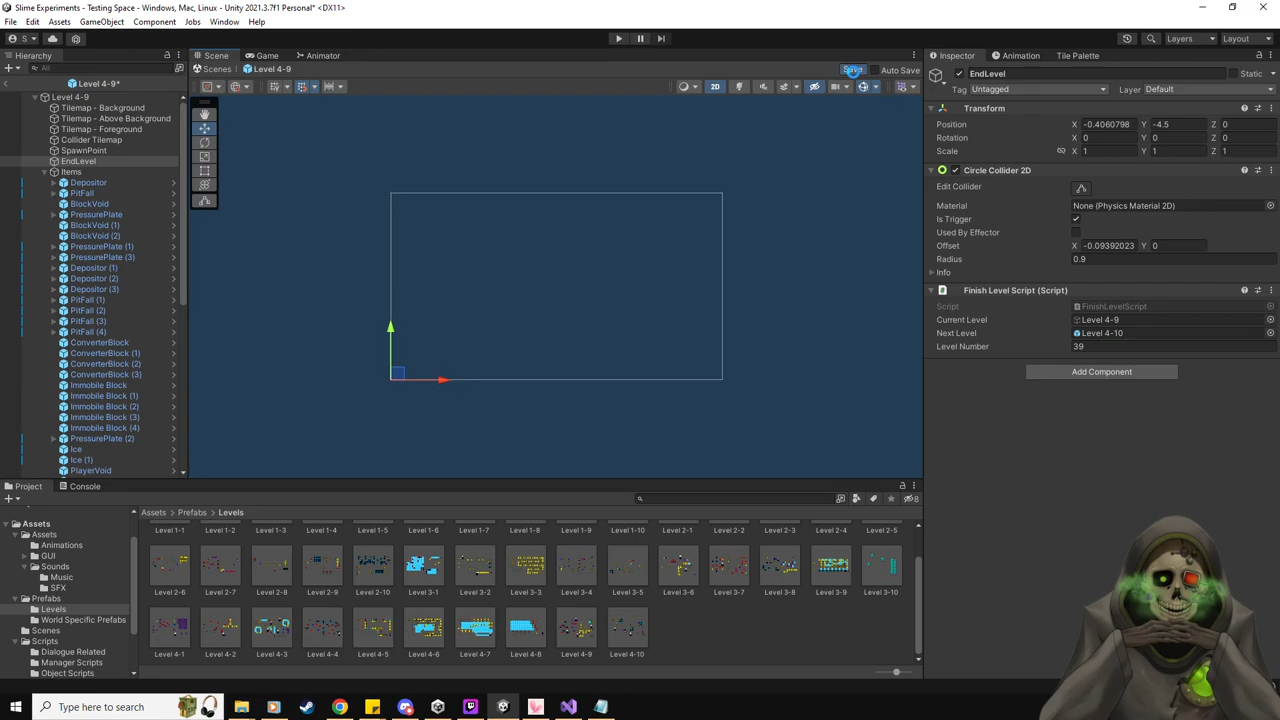 Slime Experiments - Testing Space - Windows, Mac, Linux - Unity 2021.3.7f1 Personal* <DX11>
File Edit Assets GameObject Component Jobs Window Help
S Layers Layout
Hierarchy Scene Game Animator Inspector Animation Tile Palette
All Scenes Level 4-9 Save Auto Save EndLevel Static
Level 4-9* 2D Tag Untagged Layer Default
Level 4-9
Tilemap - Background
Tilemap - Above Background
Tilemap - Foreground
Collider Tilemap
SpawnPoint
EndLevel
Items
Depositor
PitFall
BlockVoid
PressurePlate
BlockVoid (1)
BlockVoid (2)
PressurePlate (1)
PressurePlate (3)
Depositor (1)
Depositor (2)
Depositor (3)
PitFall (1)
PitFall (2)
PitFall (3)
PitFall (4)
ConverterBlock
ConverterBlock (1)
ConverterBlock (2)
ConverterBlock (3)
Immobile Block
Immobile Block (1)
Immobile Block (2)
Immobile Block (3)
Immobile Block (4)
PressurePlate (2)
Ice
Ice (1)
PlayerVoid
Transform
Position X -0.4060798 Y -4.5 Z 0
Rotation X 0 Y 0 Z 0
Scale X 1 Y 1 Z 1
Circle Collider 2D
Edit Collider
Material None (Physics Material 2D)
Is Trigger
Used By Effector
Offset X -0.09392023 Y 0
Radius 0.9
Info
Finish Level Script (Script)
Script FinishLevelScript
Current Level Level 4-9
Next Level Level 4-10
Level Number 39
Add Component
Project Console
8
Assets
Assets
Animations
GUI
Sounds
Music
SFX
Prefabs
Levels
World Specific Prefabs
Scenes
Scripts
Dialogue Related
Manager Scripts
Object Scripts
Assets > Prefabs > Levels
Level 1-1 Level 1-2 Level 1-3 Level 1-4 Level 1-5 Level 1-6 Level 1-7 Level 1-8 Level 1-9 Level 1-10 Level 2-1 Level 2-2 Level 2-3 Level 2-4 Level 2-5
Level 2-6 Level 2-7 Level 2-8 Level 2-9 Level 2-10 Level 3-1 Level 3-2 Level 3-3 Level 3-4 Level 3-5 Level 3-6 Level 3-7 Level 3-8 Level 3-9 Level 3-10
Level 4-1 Level 4-2 Level 4-3 Level 4-4 Level 4-5 Level 4-6 Level 4-7 Level 4-8 Level 4-9 Level 4-10
Type here to search